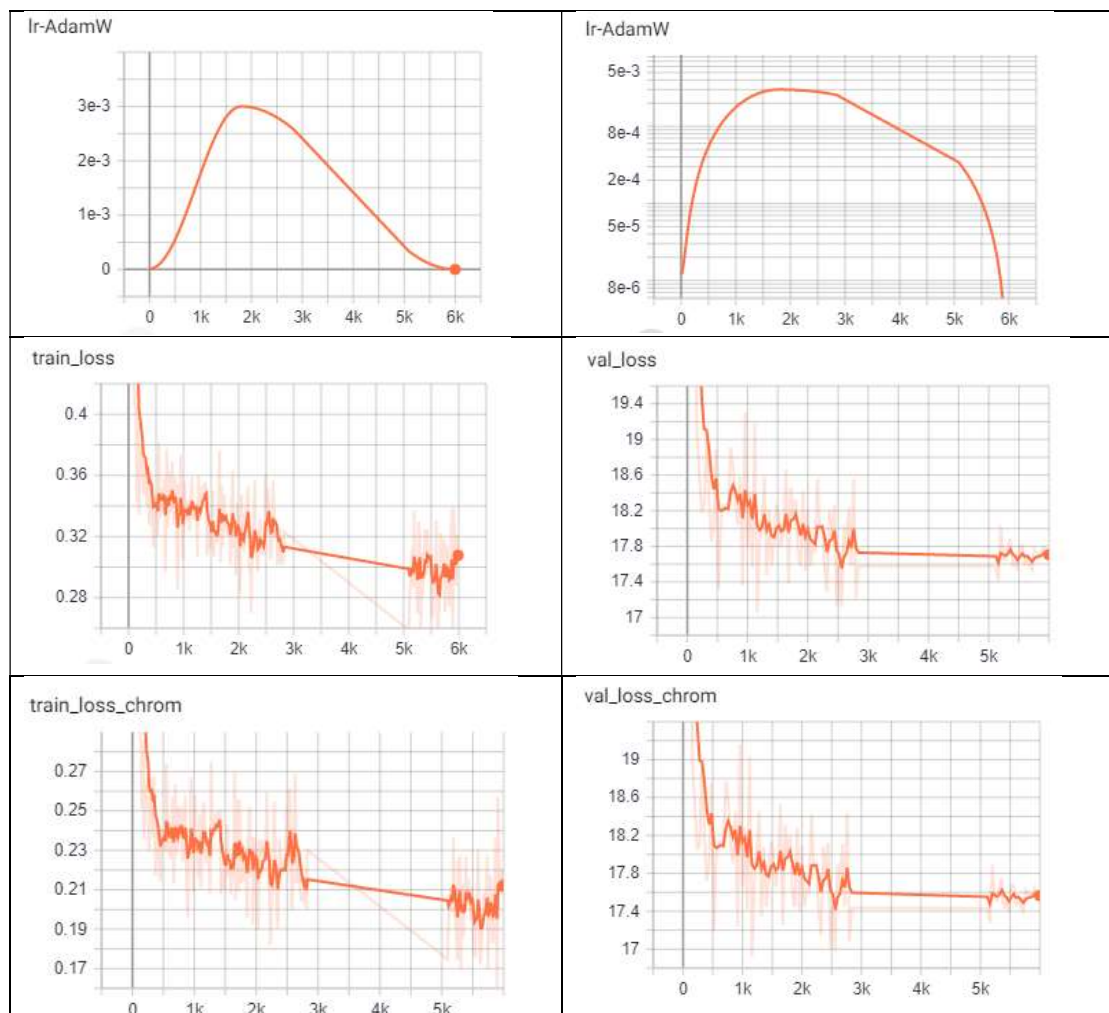 lr-AdamW
3e-3
2e-3
1e-3
0
0 1k 2k 3k 4k 5k 6k
lr-AdamW
5e-3
8e-4
2e-4
5e-5
8e-6
0 1k 2k 3k 4k 5k 6k
train_loss
0.4
0.36
0.32
0.28
0 1k 2k 3k 4k 5k 6k
val_loss
19.4
19
18.6
18.2
17.8
17.4
17
0 1k 2k 3k 4k 5k
train_loss_chrom
0.27
0.25
0.23
0.21
0.19
0.17
0 1k 2k 3k 4k 5k
val_loss_chrom
19
18.6
18.2
17.8
17.4
17
0 1k 2k 3k 4k 5k